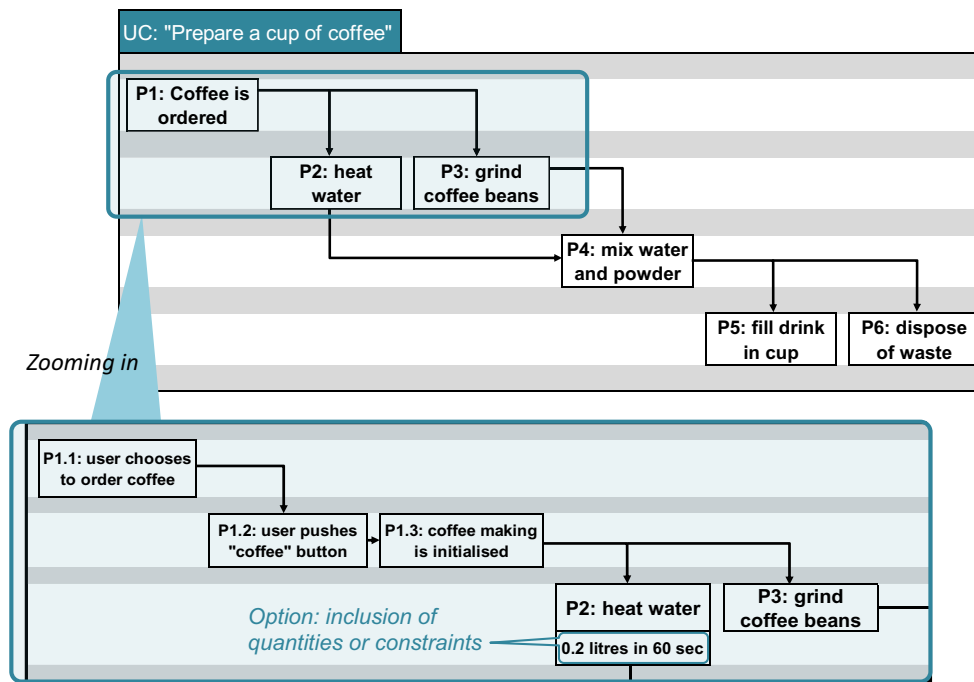 UC: "Prepare a cup of coffee"
P1: Coffee is
ordered
P2: heat
water
P3: grind
coffee beans
P4: mix water
and powder
P5: fill drink
in cup
P6: dispose
of waste
Zooming in
P1.1: user chooses
to order coffee
P1.2: user pushes
"coffee" button
P1.3: coffee making
is initialised
P2: heat water
0.2 litres in 60 sec
P3: grind
coffee beans
Option: inclusion of
quantities or constraints